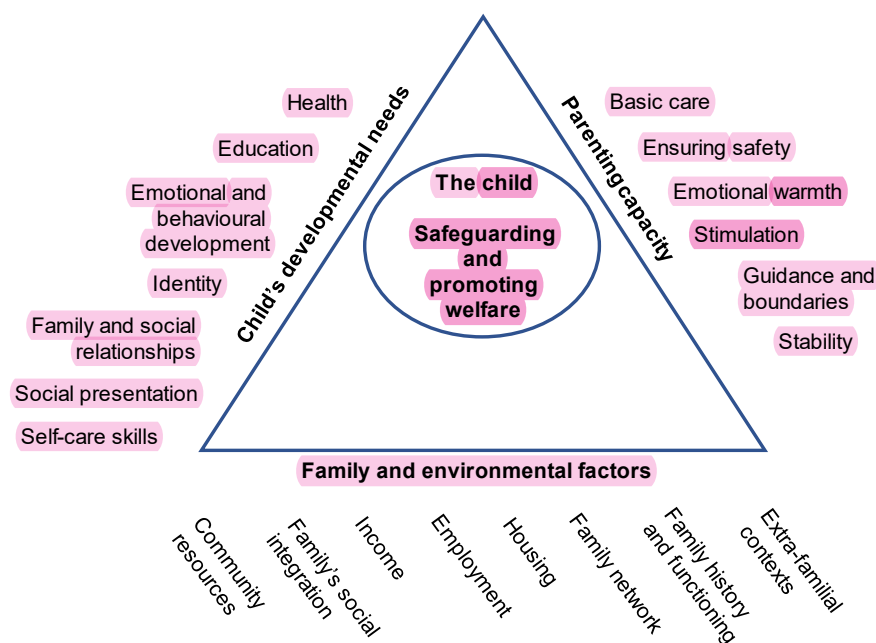 Child's developmental needs
Health
Education
Emotional and
behavioural
development
Identity
Family and social
relationships
Social presentation
Self-care skills
The child
Safeguarding
and
promoting
welfare
Parenting capacity
Basic care
Ensuring safety
Emotional warmth
Stimulation
Guidance and
boundaries
Stability
Family and environmental factors
Community
resources
Family's social
integration
Income
Employment
Housing
Family network
Family history
and functioning
Extra-familial
contexts